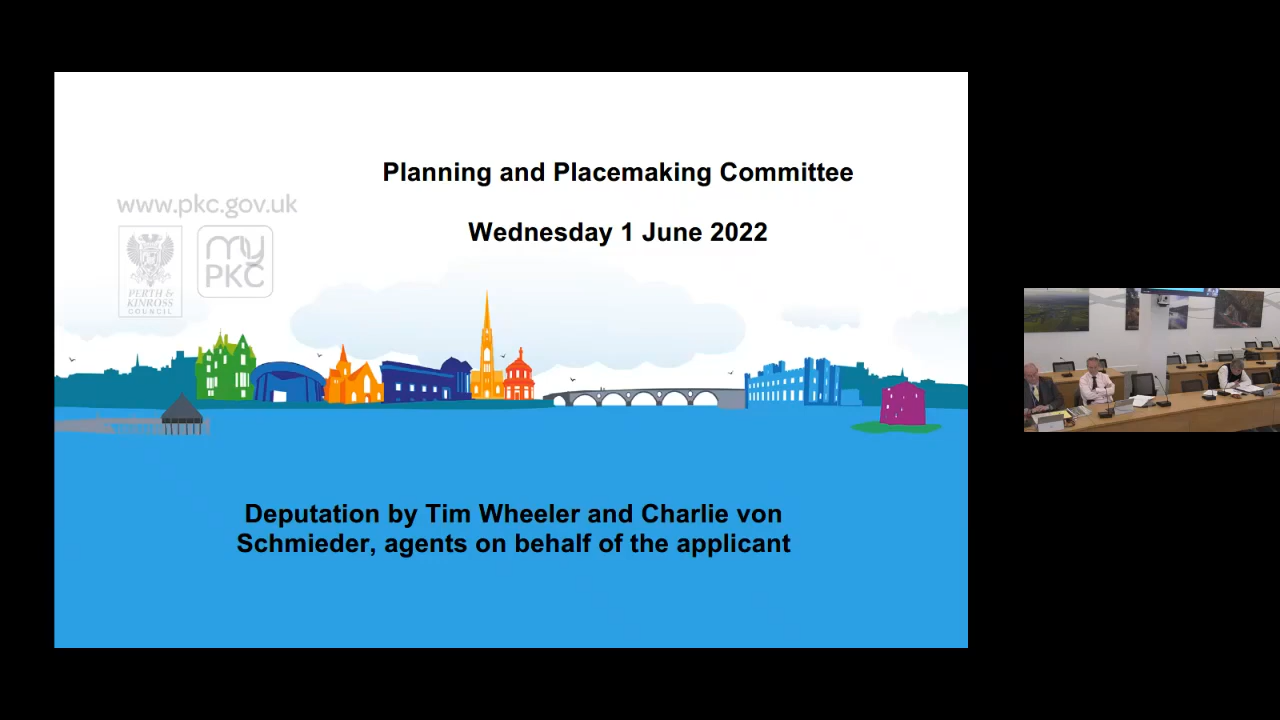 Planning and Placemaking Committee
www.pkc.gov.uk
Wednesday 1 June 2022
my
PKC
PERTH &
KINROSS
COUNCIL
Deputation by Tim Wheeler and Charlie von
Schmieder, agents on behalf of the applicant